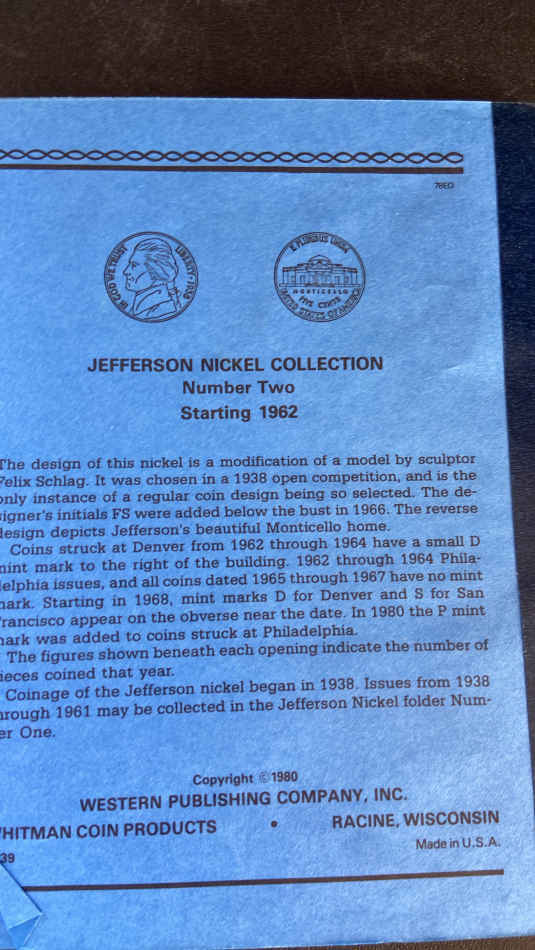 78ED
IN GOD WE TRUST LIBERTY · 1938
E PLURIBUS UNUM
MONTICELLO
FIVE CENTS
UNITED STATES OF AMERICA
JEFFERSON NICKEL COLLECTION
Number Two
Starting 1962
The design of this nickel is a modification of a model by sculptor
Felix Schlag. It was chosen in a 1938 open competition, and is the
only instance of a regular coin design being so selected. The de-
signer's initials FS were added below the bust in 1966. The reverse
design depicts Jefferson's beautiful Monticello home.
Coins struck at Denver from 1962 through 1964 have a small D
mint mark to the right of the building. 1962 through 1964 Phila-
delphia issues, and all coins dated 1965 through 1967 have no mint
mark. Starting in 1968, mint marks D for Denver and S for San
Francisco appear on the obverse near the date. In 1980 the P mint
mark was added to coins struck at Philadelphia.
The figures shown beneath each opening indicate the number of
pieces coined that year.
Coinage of the Jefferson nickel began in 1938. Issues from 1938
through 1961 may be collected in the Jefferson Nickel folder Num-
ber One.
Copyright ©1980
WESTERN PUBLISHING COMPANY, INC.
WHITMAN COIN PRODUCTS • RACINE, WISCONSIN
39 Made in U.S.A.